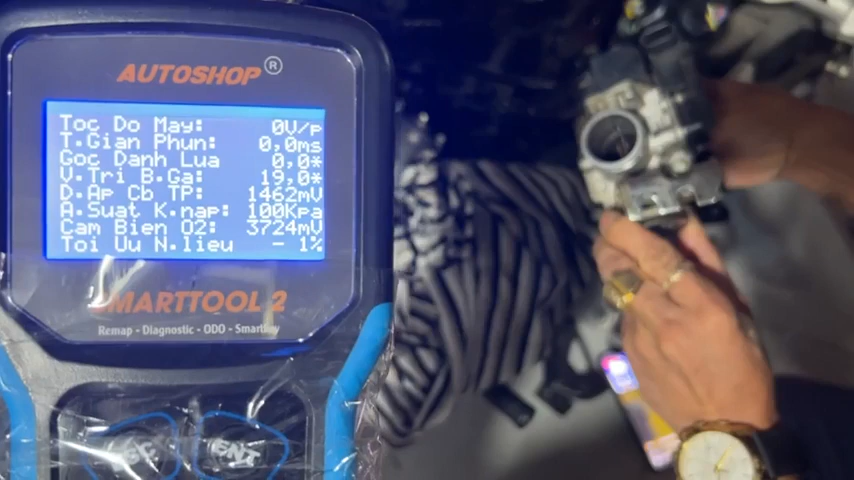 AUTOSHOP®
Toc Do May: 0V/p
T.Gian Phun: 0,0ms
Goc Danh Lua 0,0*
V.Tri B.Ga: 19,0*
D.Ap Cb TP: 1462mV
A.Suat K.nap: 100Kpa
Cam Bien O2: 3724mV
Toi Uu N.lieu - 1%
SMARTTOOL 2
Remap - Diagnostic - ODO - Smartkey
ESC ENT